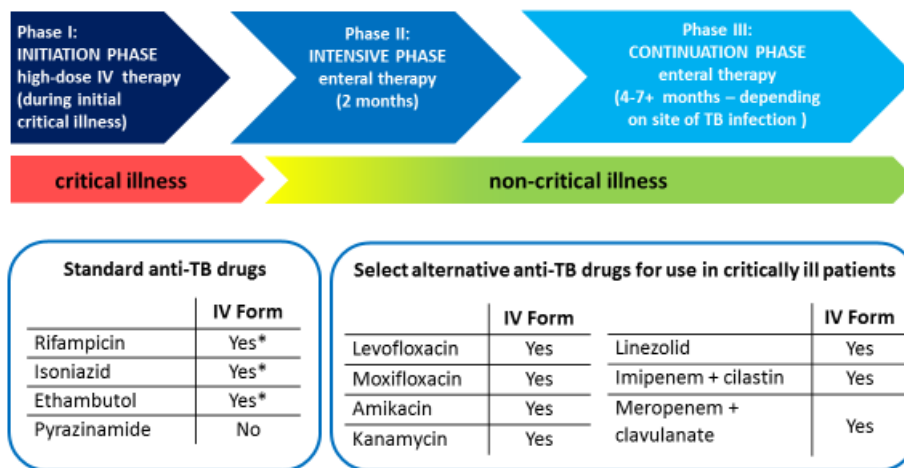 Phase I:
INITIATION PHASE
high-dose IV therapy
(during initial
critical illness)
Phase II:
INTENSIVE PHASE
enteral therapy
(2 months)
Phase III:
CONTINUATION PHASE
enteral therapy
(4-7+ months – depending
on site of TB infection )
critical illness
non-critical illness
Standard anti-TB drugs
IV Form
Rifampicin Yes*
Isoniazid Yes*
Ethambutol Yes*
Pyrazinamide No
Select alternative anti-TB drugs for use in critically ill patients
IV Form
Levofloxacin Yes
Moxifloxacin Yes
Amikacin Yes
Kanamycin Yes
IV Form
Linezolid Yes
Imipenem + cilastin Yes
Meropenem +
clavulanate Yes